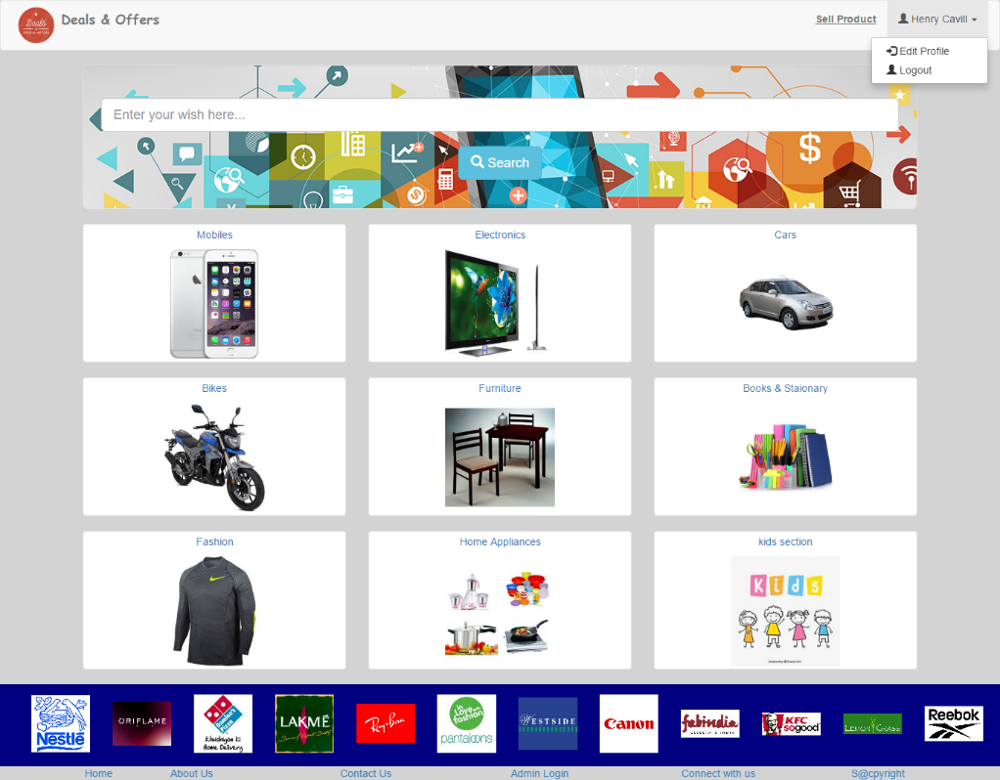 Deals
Deals & Offers
Sell Product
Henry Cavill
Edit Profile
Logout
Enter your wish here...
Search
Mobiles
Electronics
Cars
Bikes
Furniture
Books & Staionary
Fashion
Home Appliances
kids section
Kids
Nestlé
ORIFLAME
Domino's
Pizza
Khushiyon Ki
Home Delivery
LAKMÉ
Ray-Ban
in
Love with
fashion
pantaloons
WESTSIDE
Canon
fabindia
KFC
so good
LEMON GRASS
Reebok
Home
About Us
Contact Us
Admin Login
Connect with us
S@cpyright